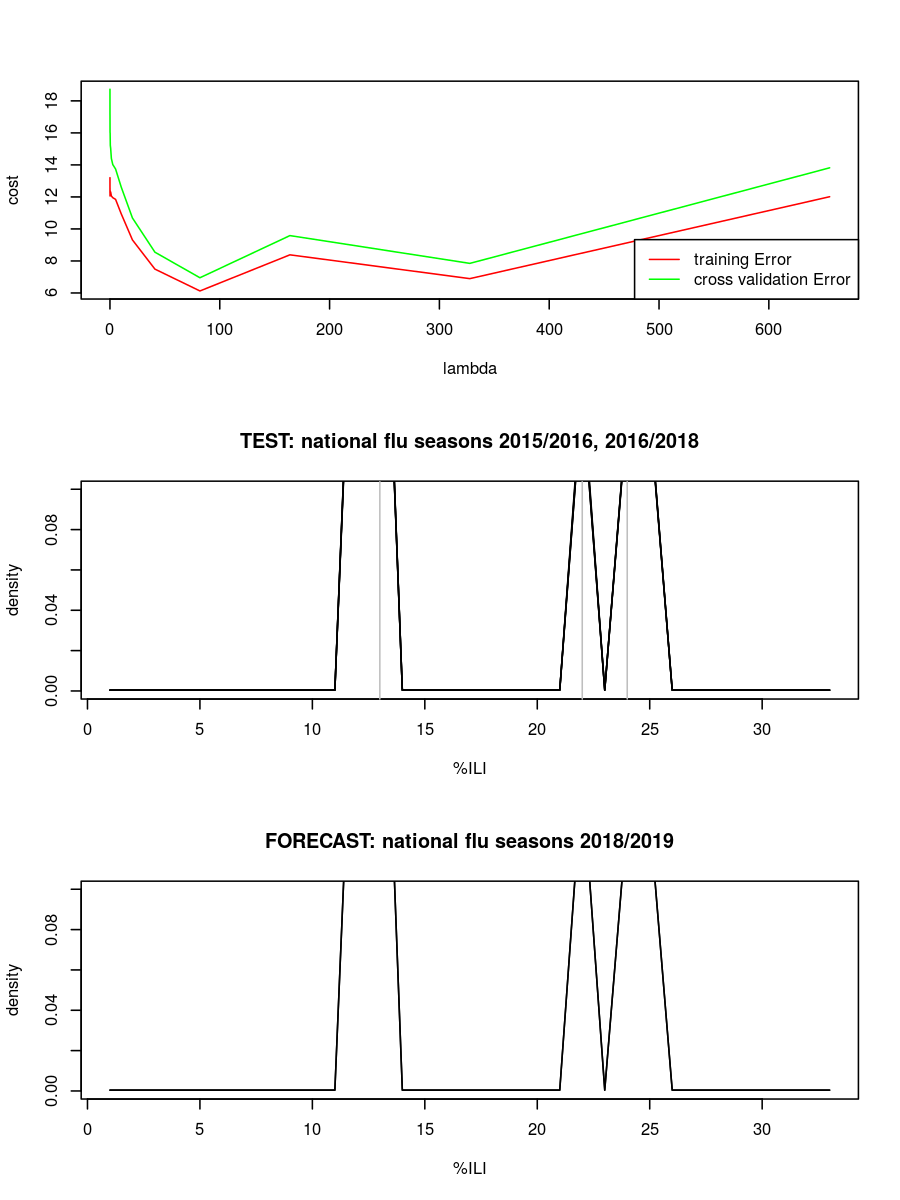 cost
18
16
14
12
10
8
6
training Error
cross validation Error
0 100 200 300 400 500 600
lambda
TEST: national flu seasons 2015/2016, 2016/2018
density
0.08
0.04
0.00
0 5 10 15 20 25 30
%ILI
FORECAST: national flu seasons 2018/2019
density
0.08
0.04
0.00
0 5 10 15 20 25 30
%ILI